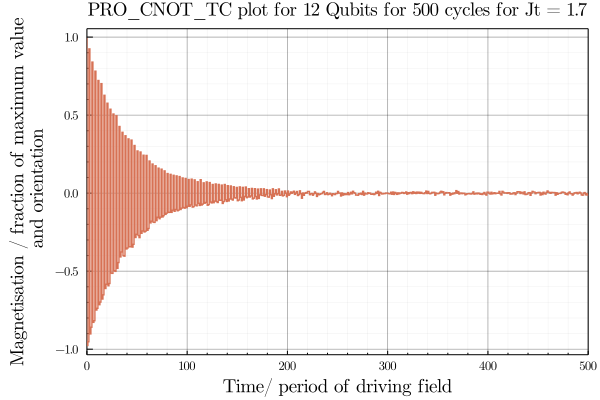 PRO_CNOT_TC plot for 12 Qubits for 500 cycles for Jt = 1.7
Magnetisation / fraction of maximum value
and orientation
1.0
0.5
0.0
−0.5
−1.0
0 100 200 300 400 500
Time/ period of driving field